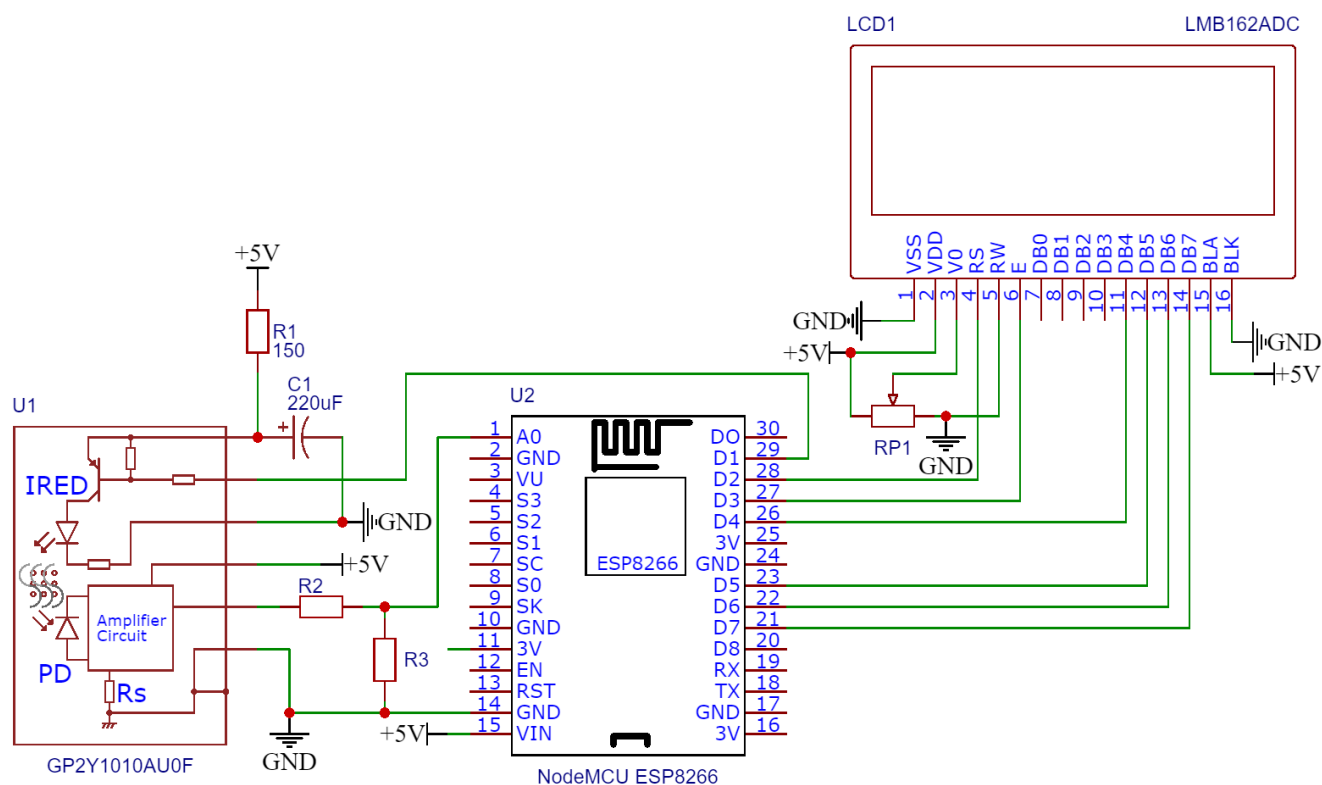 LCD1 LMB162ADC
VSS
VDD
V0
RS
RW
E
DB0
DB1
DB2
DB3
DB4
DB5
DB6
DB7
BLA
BLK
1
2
3
4
5
6
7
8
9
10
11
12
13
14
15
16
GND
+5V
GND
+5V
RP1
GND
+5V
R1
150
C1
220uF
+
U1
IRED
GND
+5V
Amplifier
Circuit
PD
Rs
GP2Y1010AU0F
R2
R3
GND
+5V
U2
1 A0
2 GND
3 VU
4 S3
5 S2
6 S1
7 SC
8 S0
9 SK
10 GND
11 3V
12 EN
13 RST
14 GND
15 VIN
ESP8266
DO 30
D1 29
D2 28
D3 27
D4 26
3V 25
GND 24
D5 23
D6 22
D7 21
D8 20
RX 19
TX 18
GND 17
3V 16
NodeMCU ESP8266